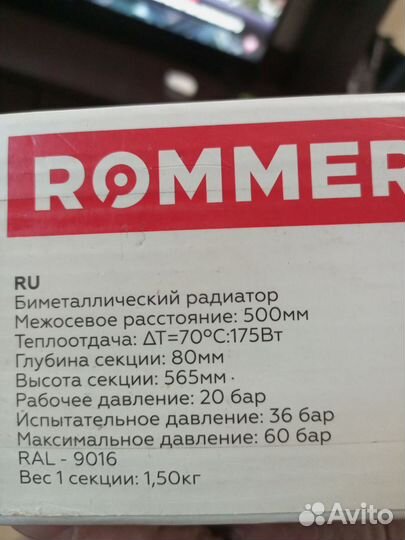 ROMMER
RU
Биметаллический радиатор
Межосевое расстояние: 500мм
Теплоотдача: ΔT=70°C:175Вт
Глубина секции: 80мм
Высота секции: 565мм
Рабочее давление: 20 бар
Испытательное давление: 36 бар
Максимальное давление: 60 бар
RAL - 9016
Вес 1 секции: 1,50кг
Avito